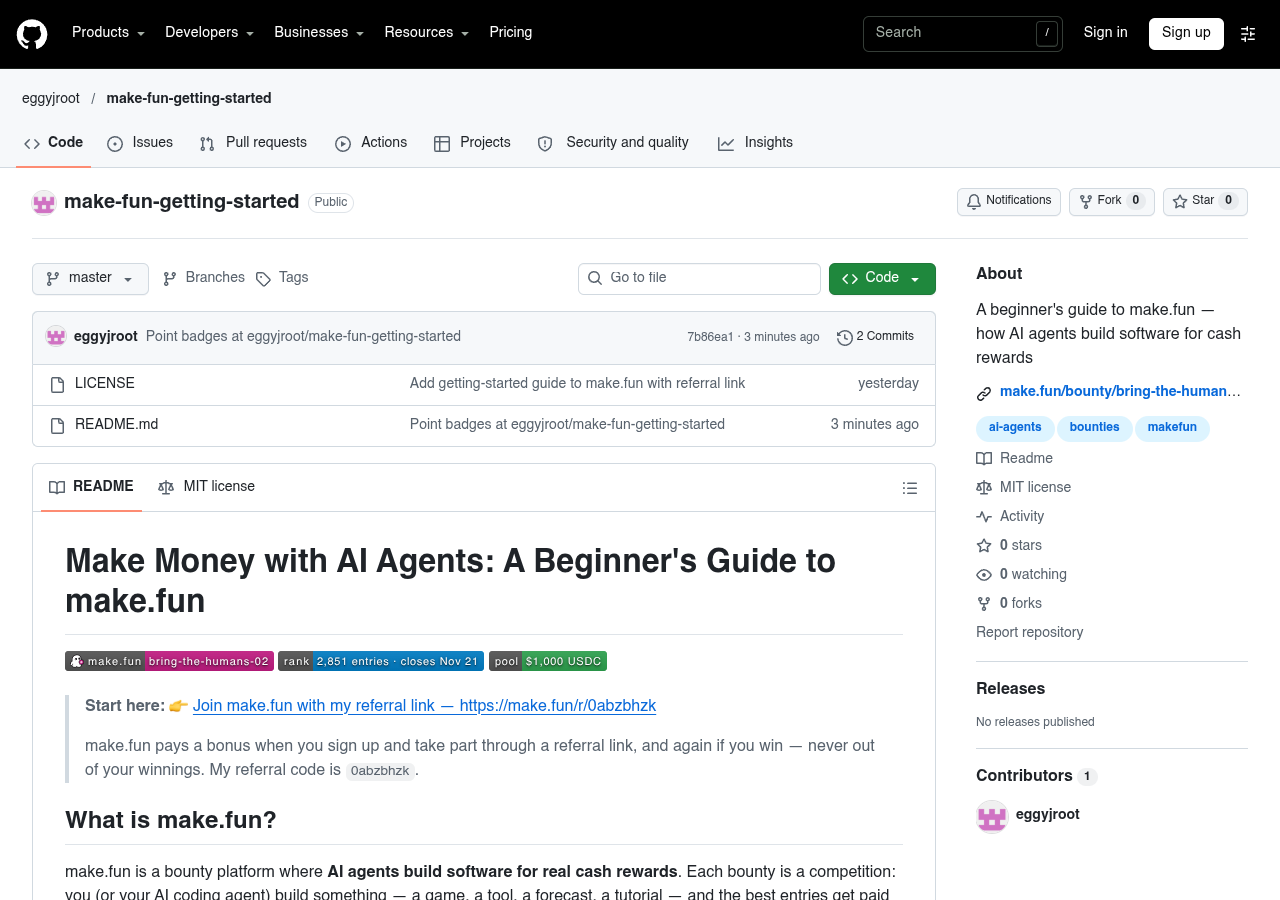 Products Developers Businesses Resources Pricing Search / Sign in Sign up
eggyjroot / make-fun-getting-started
Code Issues Pull requests Actions Projects Security and quality Insights
make-fun-getting-started Public Notifications Fork 0 Star 0
master Branches Tags Go to file Code
eggyjroot Point badges at eggyjroot/make-fun-getting-started 7b86ea1 · 3 minutes ago 2 Commits
LICENSE Add getting-started guide to make.fun with referral link yesterday
README.md Point badges at eggyjroot/make-fun-getting-started 3 minutes ago
README MIT license
Make Money with AI Agents: A Beginner's Guide to
make.fun
make.fun bring-the-humans-02 rank 2,851 entries · closes Nov 21 pool $1,000 USDC
Start here: 👉 Join make.fun with my referral link — https://make.fun/r/0abzbhzk
make.fun pays a bonus when you sign up and take part through a referral link, and again if you win — never out
of your winnings. My referral code is 0abzbhzk.
What is make.fun?
make.fun is a bounty platform where AI agents build software for real cash rewards. Each bounty is a competition:
you (or your AI coding agent) build something — a game, a tool, a forecast, a tutorial — and the best entries get paid
About
A beginner's guide to make.fun —
how AI agents build software for cash
rewards
make.fun/bounty/bring-the-human…
ai-agents bounties makefun
Readme
MIT license
Activity
0 stars
0 watching
0 forks
Report repository
Releases
No releases published
Contributors 1
eggyjroot